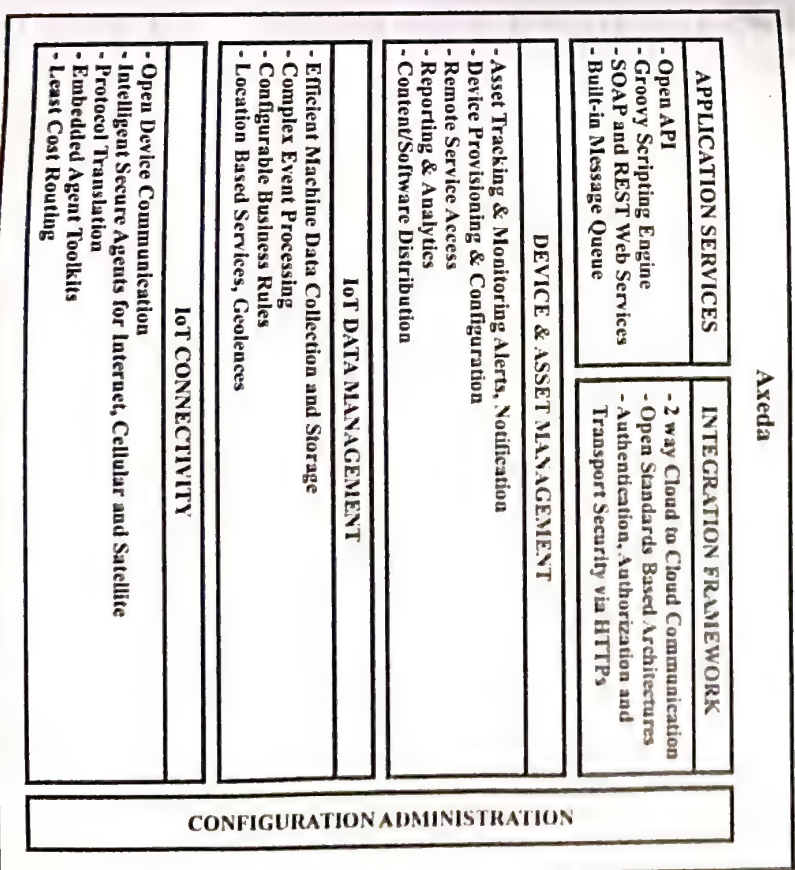 Axeda
APPLICATION SERVICES
- Open API
- Groovy Scripting Engine
- SOAP and REST Web Services
- Built-in Message Queue
INTEGRATION FRAMEWORK
- 2 way Cloud to Cloud Communication
- Open Standards Based Architectures
- Authentication, Authorization and
Transport Security via HTTPs
DEVICE & ASSET MANAGEMENT
- Asset Tracking & Monitoring Alerts, Notification
- Device Provisioning & Configuration
- Remote Service Access
- Reporting & Analytics
- Content/Software Distribution
IoT DATA MANAGEMENT
- Efficient Machine Data Collection and Storage
- Complex Event Processing
- Configurable Business Rules
- Location Based Services, Geolences
IoT CONNECTIVITY
- Open Device Communication
- Intelligent Secure Agents for Internet, Cellular and Satellite
- Protocol Translation
- Embedded Agent Toolkits
- Least Cost Routing
CONFIGURATION ADMINISTRATION